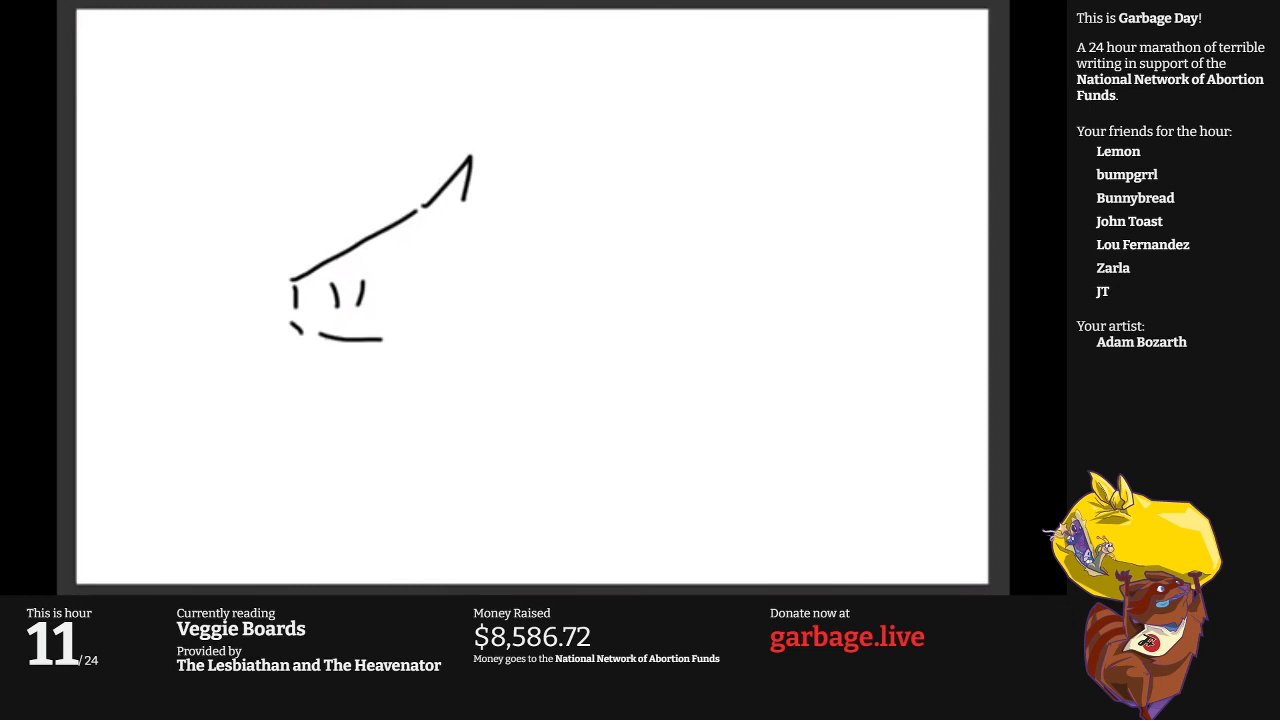 This is Garbage Day!
A 24 hour marathon of terrible
writing in support of the
National Network of Abortion
Funds.
Your friends for the hour:
Lemon
bumpgrrl
Bunnybread
John Toast
Lou Fernandez
Zarla
JT
Your artist:
Adam Bozarth
This is hour
11/ 24
Currently reading
Veggie Boards
Provided by
The Lesbiathan and The Heavenator
Money Raised
$8,586.72
Money goes to the National Network of Abortion Funds
Donate now at
garbage.live